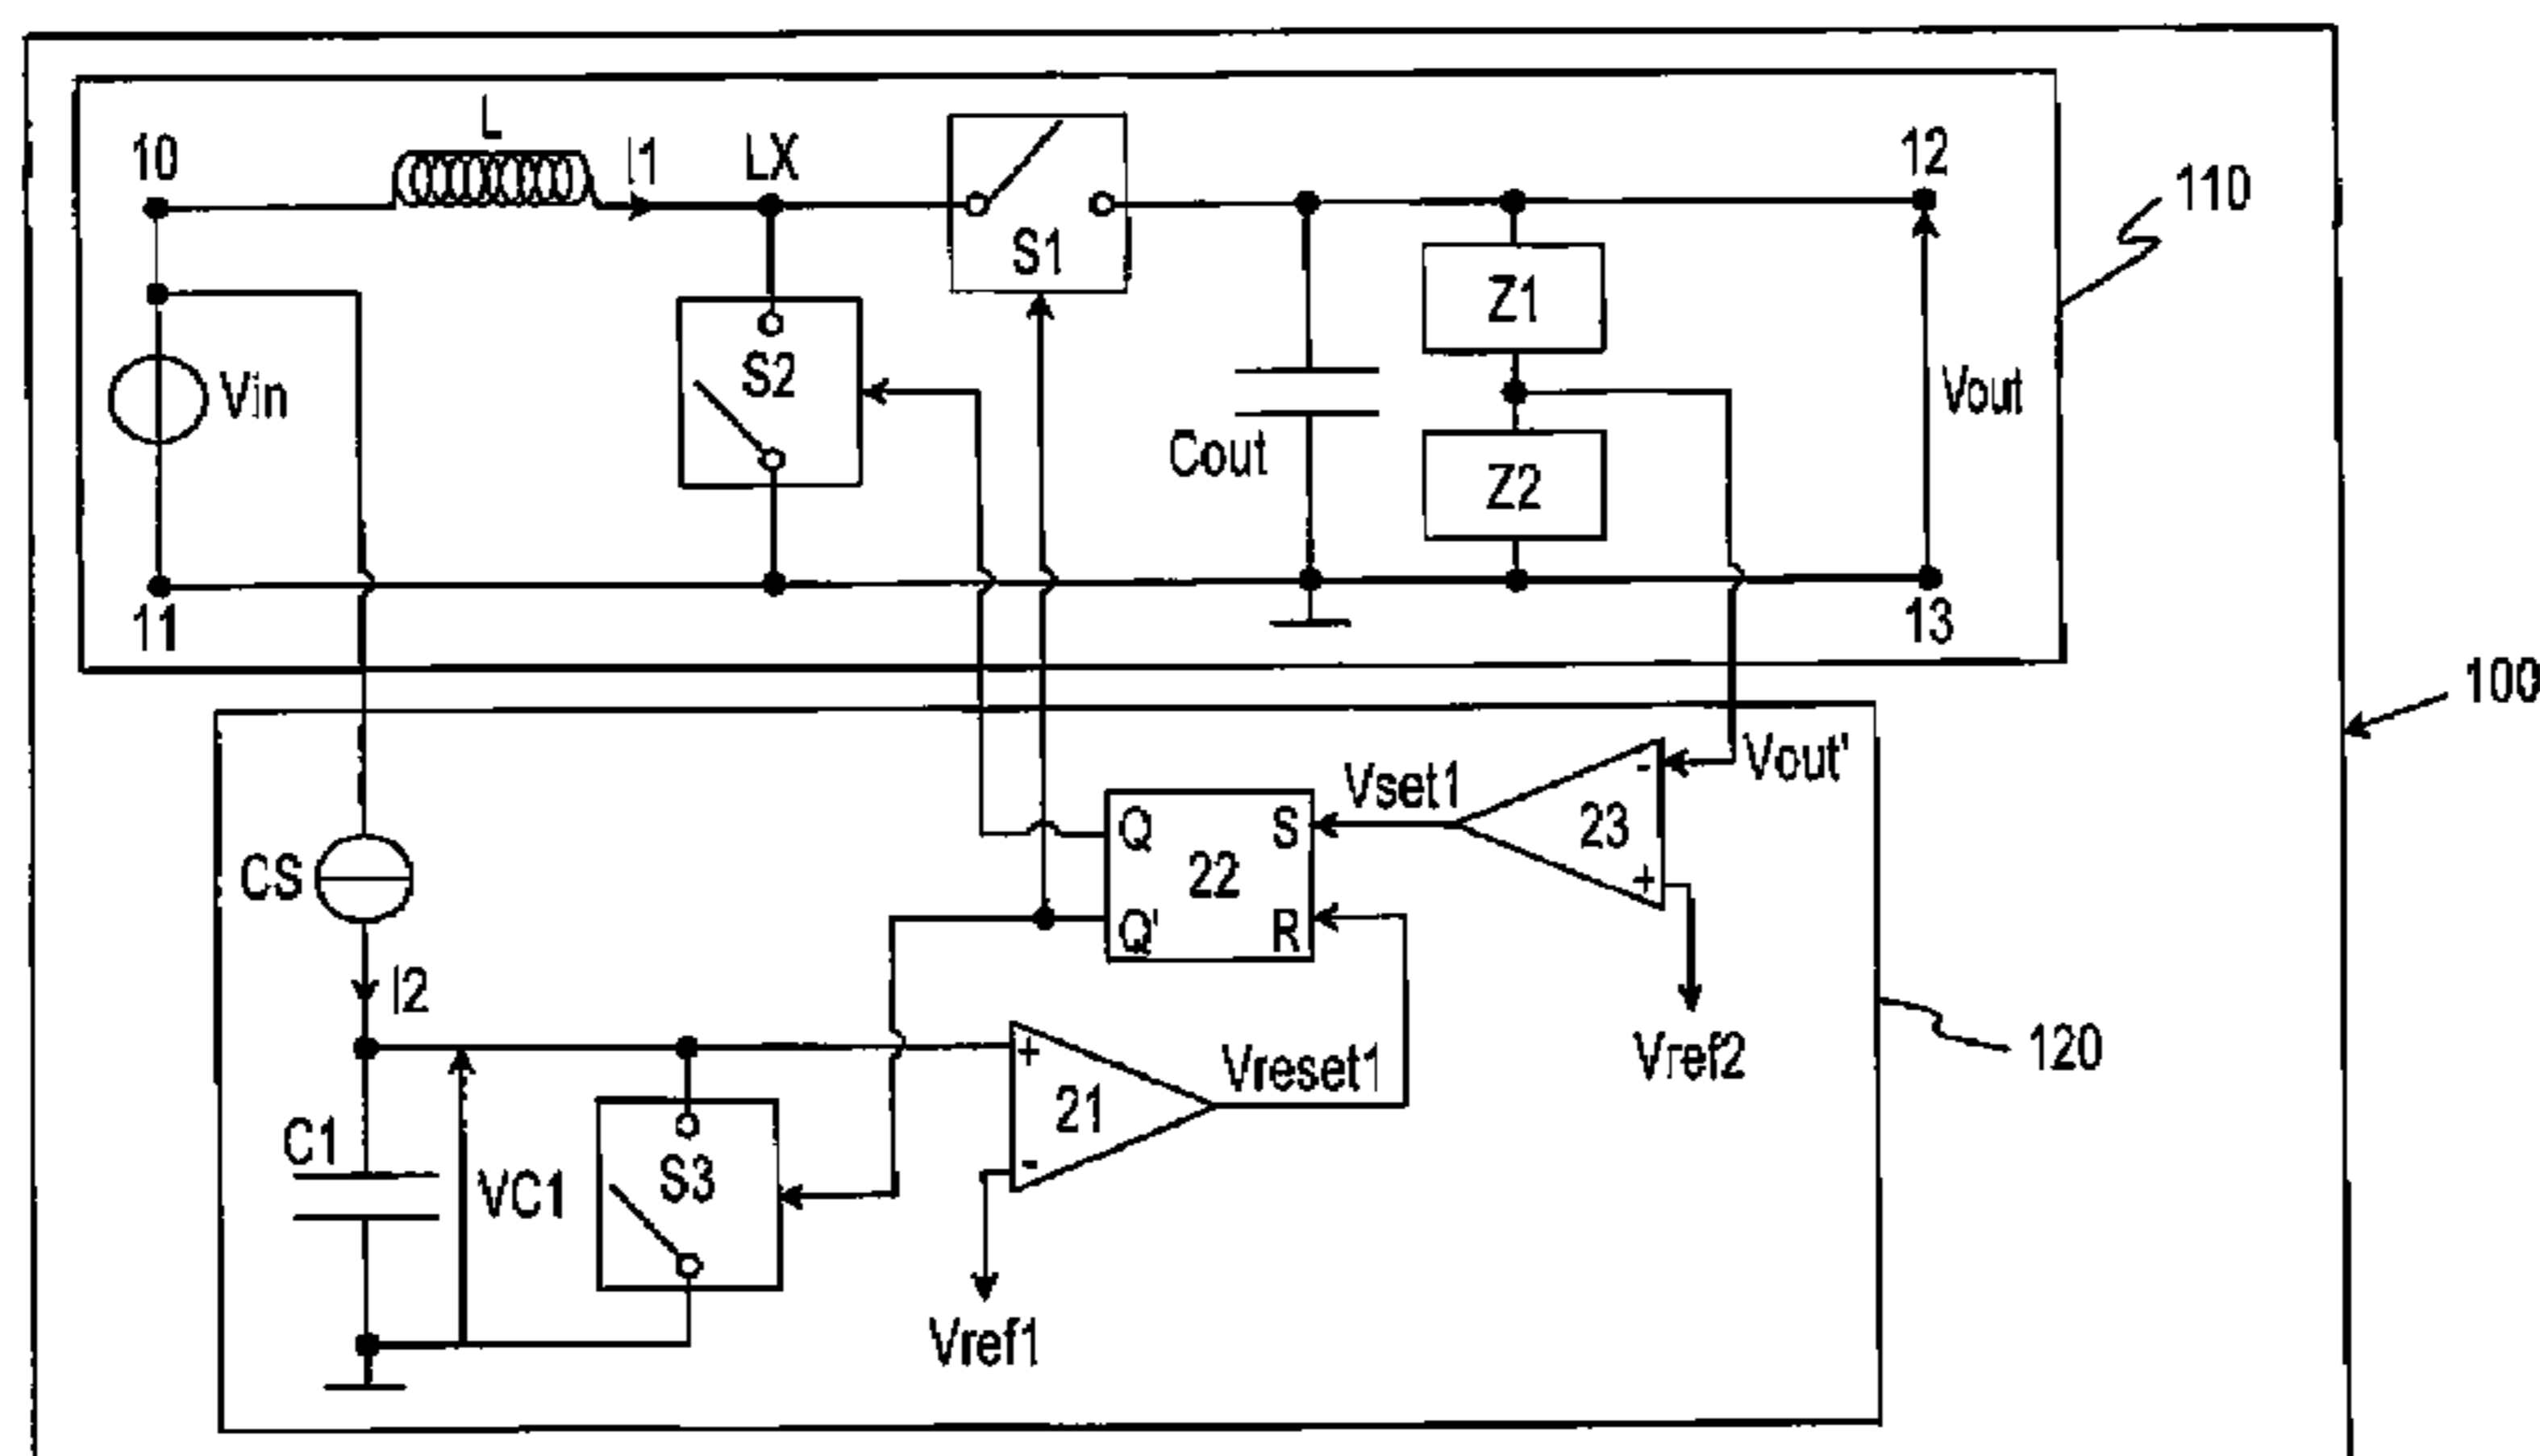 L
10
I1
LX
12
110
S1
Z1
Vin
S2
Vout
Cout
Z2
11
13
100
Vset1
-
Vout'
Q
S
23
CS
22
+
Q'
R
I2
+
Vreset1
Vref2
120
C1
21
VC1
S3
-
Vref1